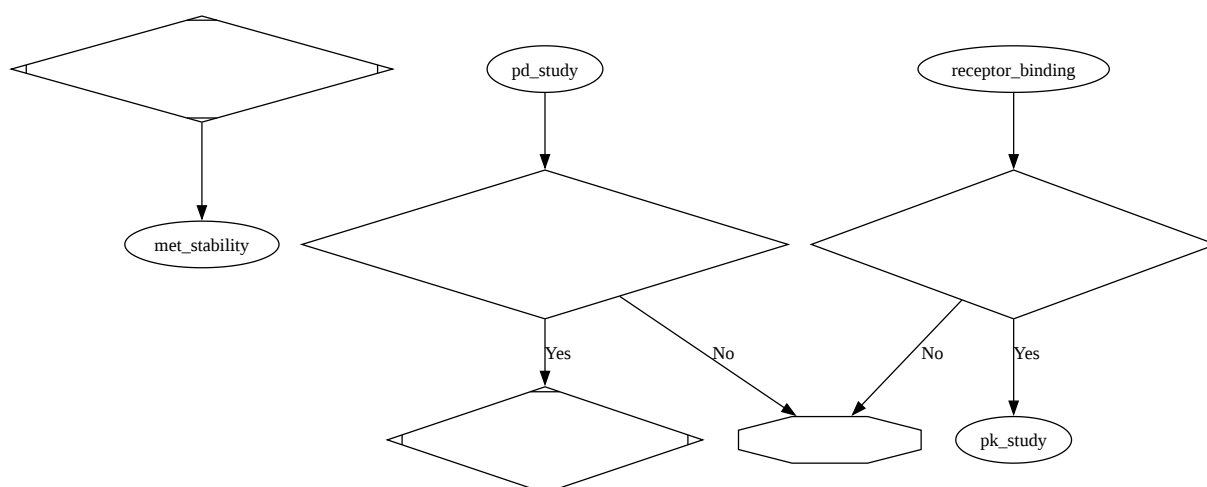 pd_study
receptor_binding
met_stability
Yes
No
No
Yes
pk_study